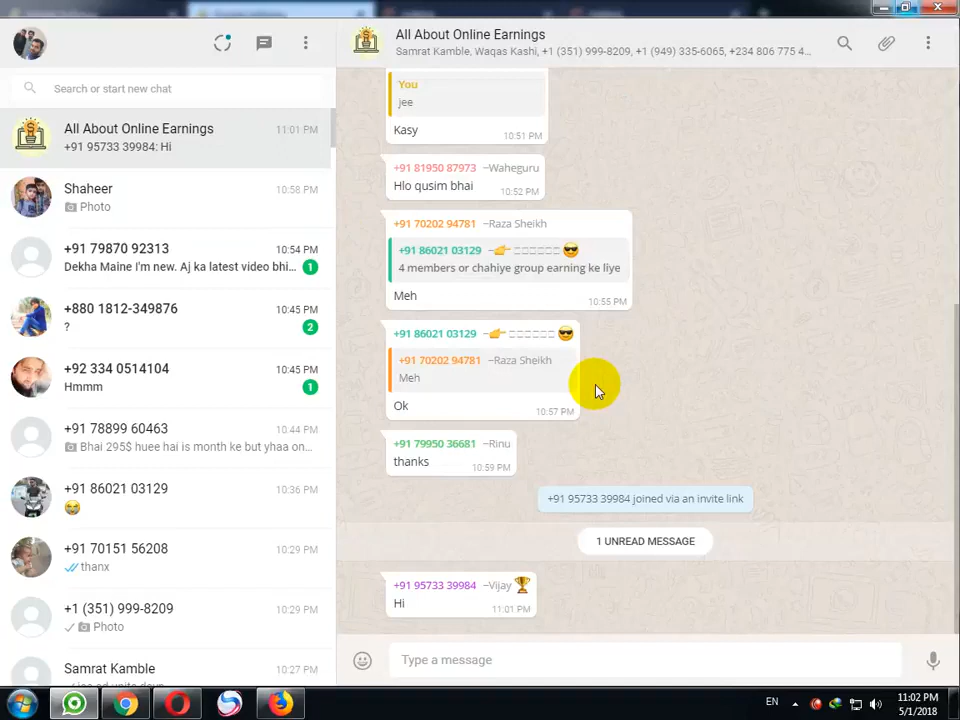 Search or start new chat
All About Online Earnings 11:01 PM
+91 95733 39984: Hi
Shaheer 10:58 PM
Photo
+91 79870 92313 10:54 PM
Dekha Maine I'm new. Aj ka latest video bhi... 1
+880 1812-349876 10:45 PM
? 2
+92 334 0514104 10:45 PM
Hmmm 1
+91 78899 60463 10:44 PM
Bhai 295$ huee hai is month ke but yhaa on...
+91 86021 03129 10:36 PM
😂
+91 70151 56208 10:29 PM
thanx
+1 (351) 999-8209 10:29 PM
Photo
Samrat Kamble 10:27 PM
All About Online Earnings
Samrat Kamble, Waqas Kashi, +1 (351) 999-8209, +1 (949) 335-6065, +234 806 775 4...
You
jee
Kasy 10:51 PM
+91 81950 87973 ~Waheguru
Hlo qusim bhai 10:52 PM
+91 70202 94781 ~Raza Sheikh
+91 86021 03129 ~👉 □□□□□□ 😎
4 members or chahiye group earning ke liye
Meh 10:55 PM
+91 86021 03129 ~👉 □□□□□□ 😎
+91 70202 94781 ~Raza Sheikh
Meh
Ok 10:57 PM
+91 79950 36681 ~Rinu
thanks 10:59 PM
+91 95733 39984 joined via an invite link
1 UNREAD MESSAGE
+91 95733 39984 ~Vijay 🏆
Hi 11:01 PM
Type a message
EN 11:02 PM
5/1/2018